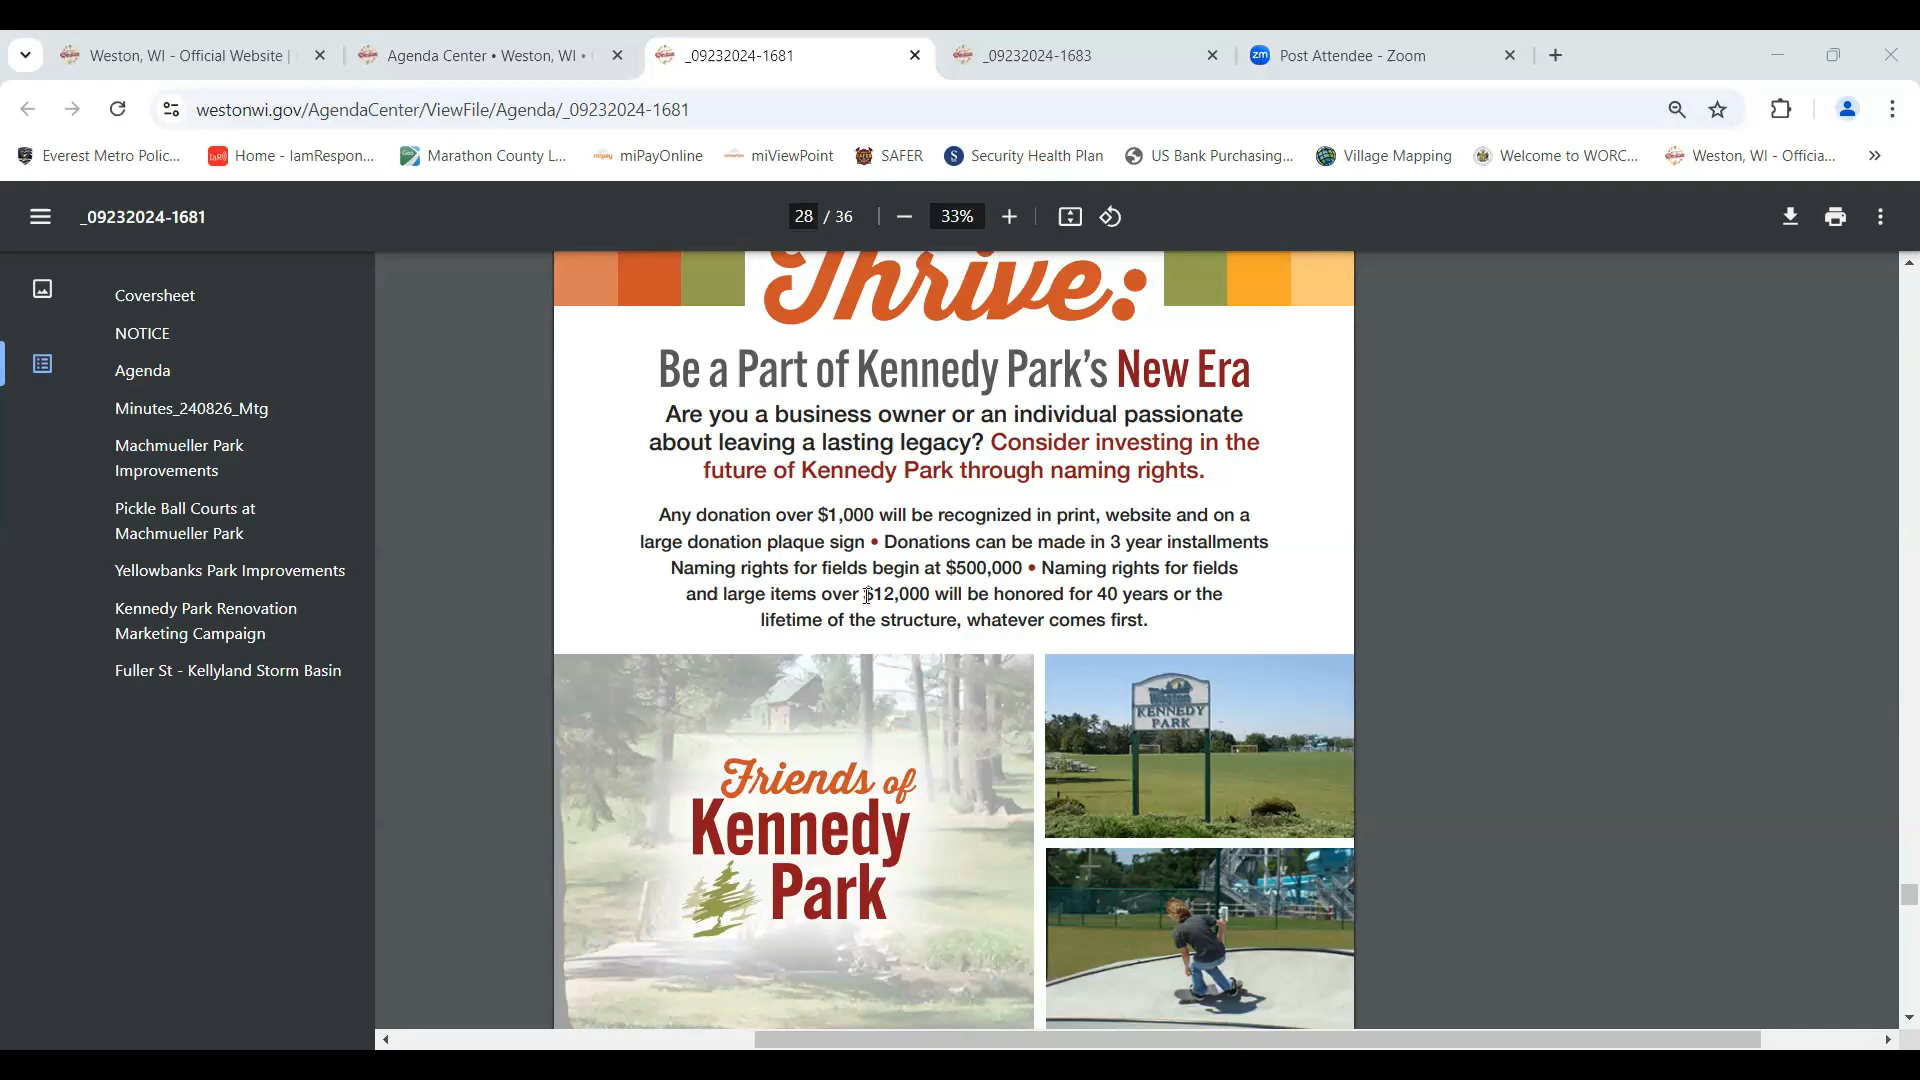 Weston, WI - Official Website |
Agenda Center • Weston, WI •
_09232024-1681
_09232024-1683
zm Post Attendee - Zoom
westonwi.gov/AgendaCenter/ViewFile/Agenda/_09232024-1681
Everest Metro Polic...
Home - IamRespon...
Marathon County L...
miPayOnline
miViewPoint
SAFER
Security Health Plan
US Bank Purchasing...
Village Mapping
Welcome to WORC...
Weston, WI - Officia...
_09232024-1681
28 / 36
33%
Coversheet
NOTICE
Agenda
Minutes_240826_Mtg
Machmueller Park
Improvements
Pickle Ball Courts at
Machmueller Park
Yellowbanks Park Improvements
Kennedy Park Renovation
Marketing Campaign
Fuller St - Kellyland Storm Basin
Thrive:
Be a Part of Kennedy Park's New Era
Are you a business owner or an individual passionate
about leaving a lasting legacy? Consider investing in the
future of Kennedy Park through naming rights.
Any donation over $1,000 will be recognized in print, website and on a
large donation plaque sign • Donations can be made in 3 year installments
Naming rights for fields begin at $500,000 • Naming rights for fields
and large items over $12,000 will be honored for 40 years or the
lifetime of the structure, whatever comes first.
Friends of
Kennedy
Park
Weston
KENNEDY
PARK